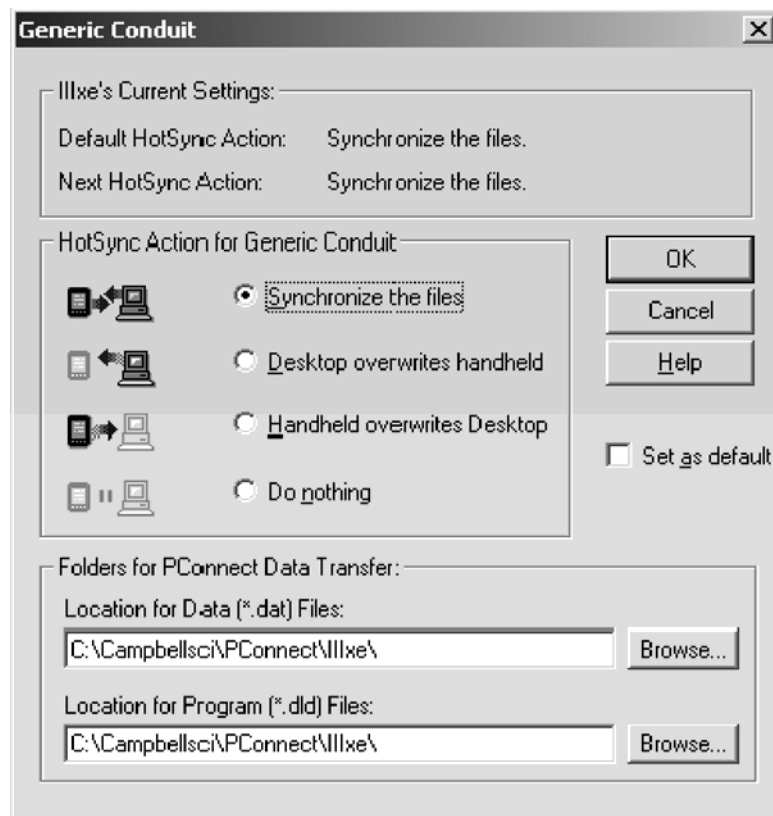 Generic Conduit
IIIxe's Current Settings:
Default HotSync Action: Synchronize the files.
Next HotSync Action: Synchronize the files.
HotSync Action for Generic Conduit
Synchronize the files
Desktop overwrites handheld
Handheld overwrites Desktop
Do nothing
OK
Cancel
Help
Set as default
Folders for PConnect Data Transfer:
Location for Data (*.dat) Files:
C:\Campbellsci\PConnect\IIIxe\ Browse...
Location for Program (*.dld) Files:
C:\Campbellsci\PConnect\IIIxe\ Browse...